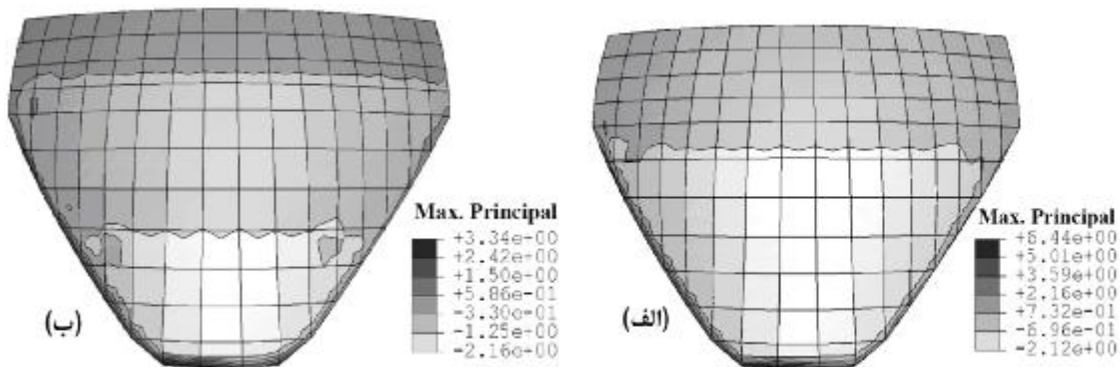 Max. Principal
+3.34e+00
+2.42e+00
+1.50e+00
+5.86e-01
-3.30e-01
-1.25e+00
-2.16e+00
(ب)
Max. Principal
+6.44e+00
+5.01e+00
+3.59e+00
+2.16e+00
+7.32e-01
-6.96e-01
-2.12e+00
(الف)